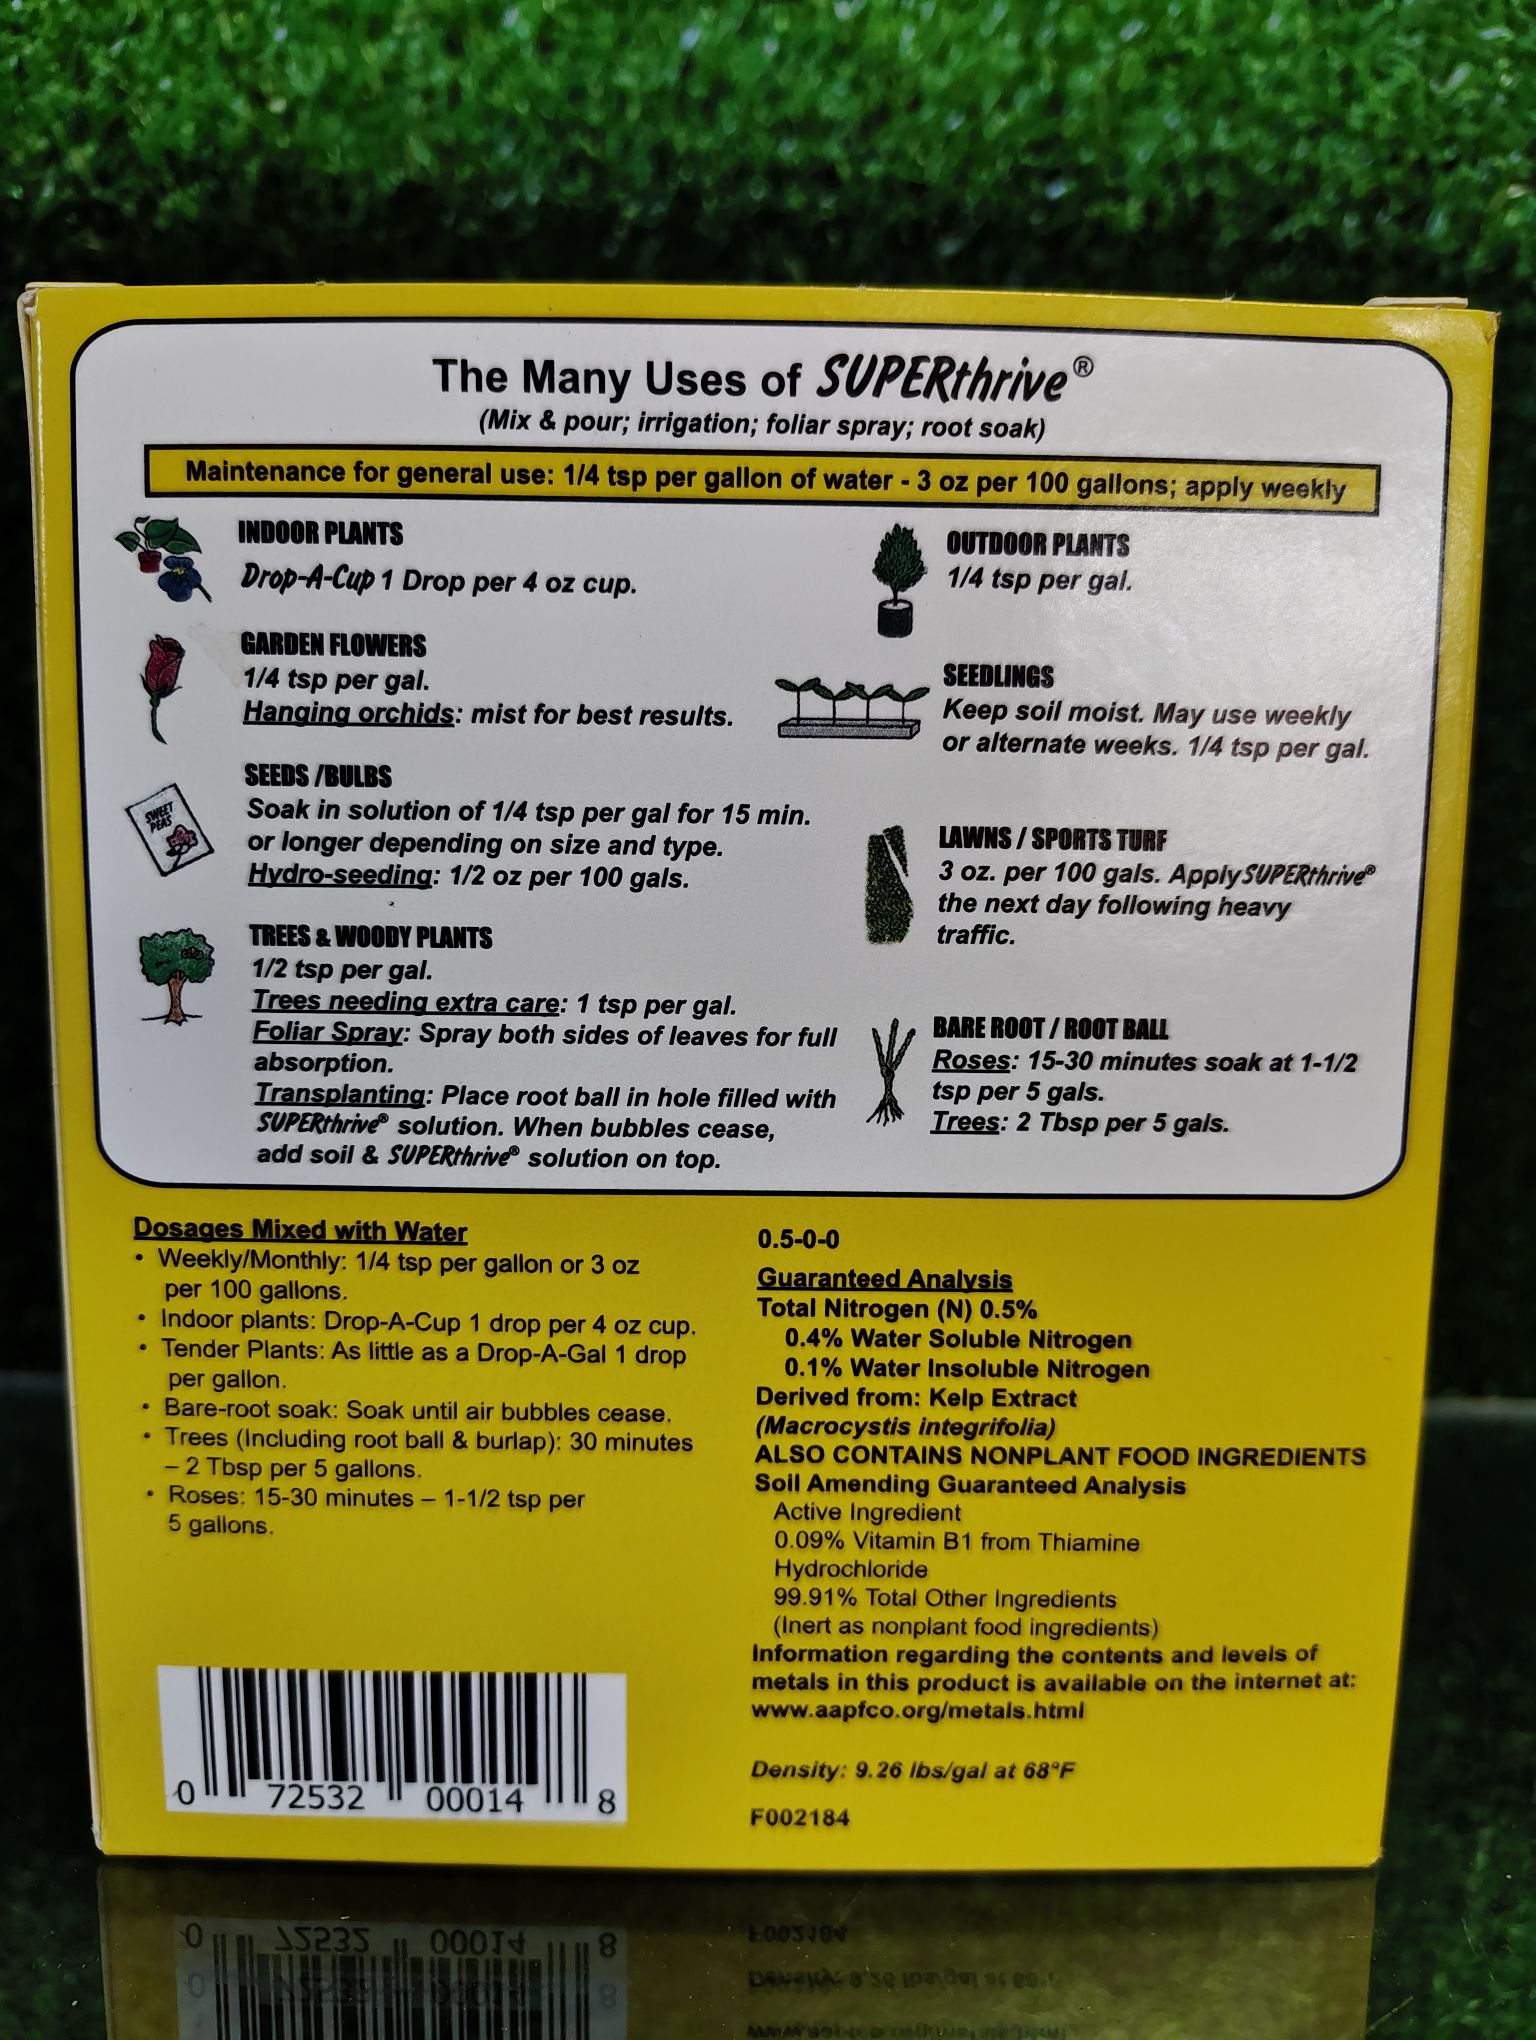 The Many Uses of SUPERthrive®
(Mix & pour; irrigation; foliar spray; root soak)
Maintenance for general use: 1/4 tsp per gallon of water - 3 oz per 100 gallons; apply weekly
INDOOR PLANTS
Drop-A-Cup 1 Drop per 4 oz cup.
GARDEN FLOWERS
1/4 tsp per gal.
Hanging orchids: mist for best results.
SWEET
PEAS
SEEDS /BULBS
Soak in solution of 1/4 tsp per gal for 15 min.
or longer depending on size and type.
Hydro-seeding: 1/2 oz per 100 gals.
TREES & WOODY PLANTS
1/2 tsp per gal.
Trees needing extra care: 1 tsp per gal.
Foliar Spray: Spray both sides of leaves for full
absorption.
Transplanting: Place root ball in hole filled with
SUPERthrive® solution. When bubbles cease,
add soil & SUPERthrive® solution on top.
OUTDOOR PLANTS
1/4 tsp per gal.
SEEDLINGS
Keep soil moist. May use weekly
or alternate weeks. 1/4 tsp per gal.
LAWNS / SPORTS TURF
3 oz. per 100 gals. Apply SUPERthrive®
the next day following heavy
traffic.
BARE ROOT / ROOT BALL
Roses: 15-30 minutes soak at 1-1/2
tsp per 5 gals.
Trees: 2 Tbsp per 5 gals.
Dosages Mixed with Water
• Weekly/Monthly: 1/4 tsp per gallon or 3 oz
per 100 gallons.
• Indoor plants: Drop-A-Cup 1 drop per 4 oz cup.
• Tender Plants: As little as a Drop-A-Gal 1 drop
per gallon.
• Bare-root soak: Soak until air bubbles cease.
• Trees (Including root ball & burlap): 30 minutes
– 2 Tbsp per 5 gallons.
• Roses: 15-30 minutes – 1-1/2 tsp per
5 gallons.
0 72532 00014 8
0.5-0-0
Guaranteed Analysis
Total Nitrogen (N) 0.5%
0.4% Water Soluble Nitrogen
0.1% Water Insoluble Nitrogen
Derived from: Kelp Extract
(Macrocystis integrifolia)
ALSO CONTAINS NONPLANT FOOD INGREDIENTS
Soil Amending Guaranteed Analysis
Active Ingredient
0.09% Vitamin B1 from Thiamine
Hydrochloride
99.91% Total Other Ingredients
(Inert as nonplant food ingredients)
Information regarding the contents and levels of
metals in this product is available on the internet at:
www.aapfco.org/metals.html
Density: 9.26 lbs/gal at 68°F
F002184